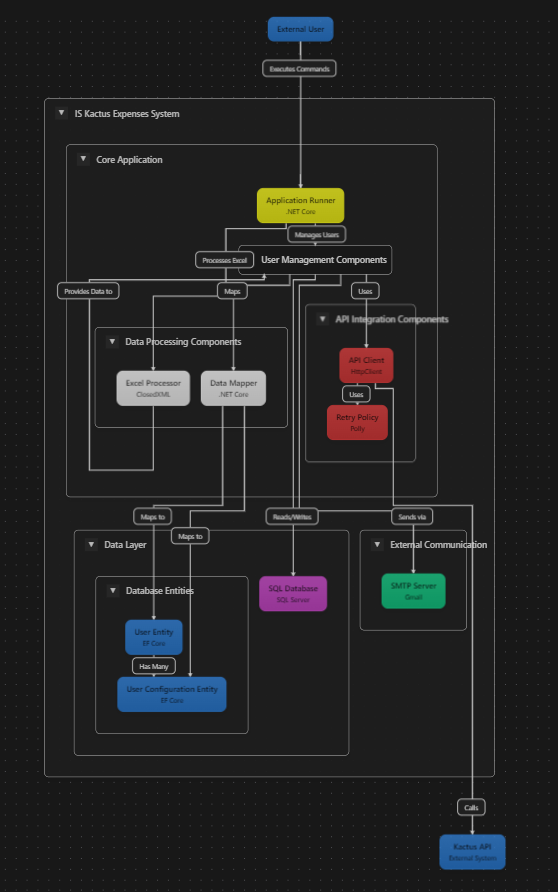 External User
Executes Commands
▼ IS Kactus Expenses System
▼ Core Application
Application Runner
.NET Core
Manages Users
Processes Excel
User Management Components
Provides Data to
Maps
Uses
▼ API Integration Components
▼ Data Processing Components
API Client
HttpClient
Excel Processor
ClosedXML
Data Mapper
.NET Core
Uses
Retry Policy
Polly
Maps to
Reads/Writes
Sends via
Maps to
▼ Data Layer
▼ External Communication
▼ Database Entities
SQL Database
SQL Server
SMTP Server
Gmail
User Entity
EF Core
Has Many
User Configuration Entity
EF Core
Calls
Kactus API
External System